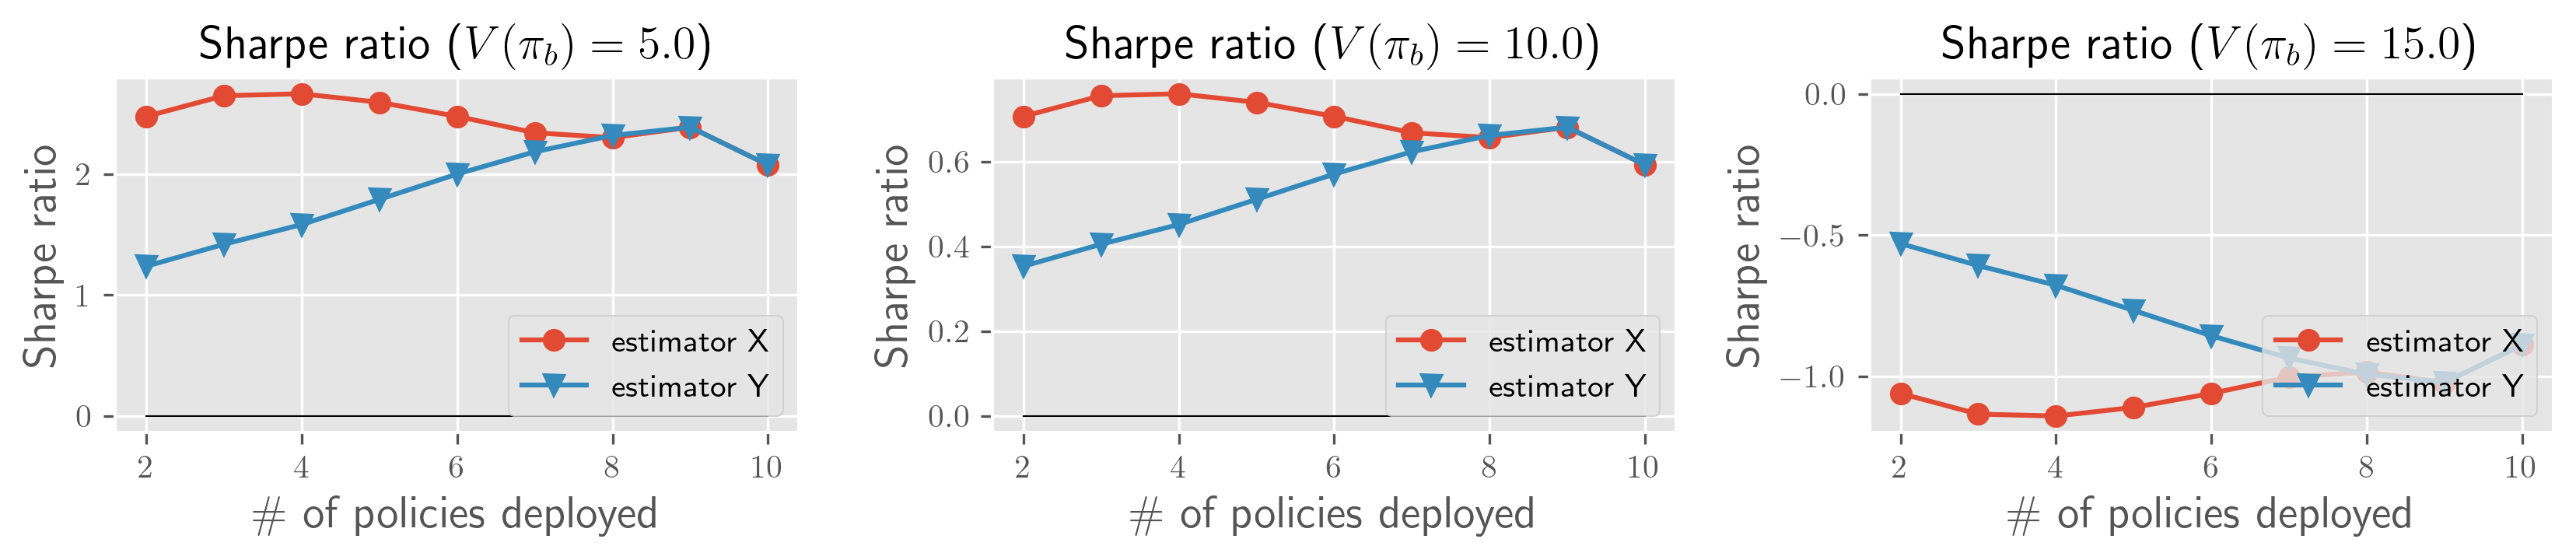 Sharpe ratio (V(π_b) = 5.0)
Sharpe ratio
2
1
0
2 4 6 8 10
# of policies deployed
estimator X
estimator Y
Sharpe ratio (V(π_b) = 10.0)
Sharpe ratio
0.6
0.4
0.2
0.0
2 4 6 8 10
# of policies deployed
estimator X
estimator Y
Sharpe ratio (V(π_b) = 15.0)
Sharpe ratio
0.0
−0.5
−1.0
2 4 6 8 10
# of policies deployed
estimator X
estimator Y